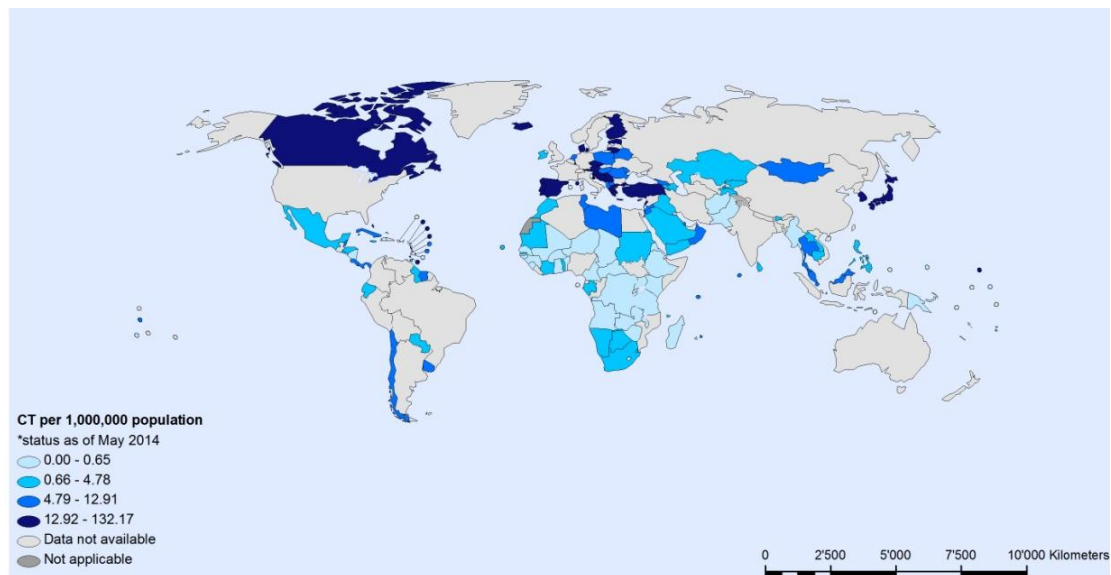 CT per 1,000,000 population
*status as of May 2014
0.00 - 0.65
0.66 - 4.78
4.79 - 12.91
12.92 - 132.17
Data not available
Not applicable
0 2'500 5'000 7'500 10'000 Kilometers